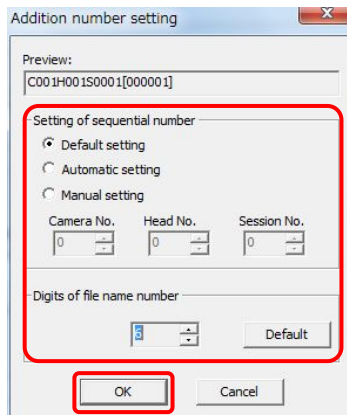 Addition number setting
Preview:
C001H001S0001[000001]
Setting of sequential number
Default setting
Automatic setting
Manual setting
Camera No. Head No. Session No.
0 0 0
Digits of file name number
Default
OK Cancel